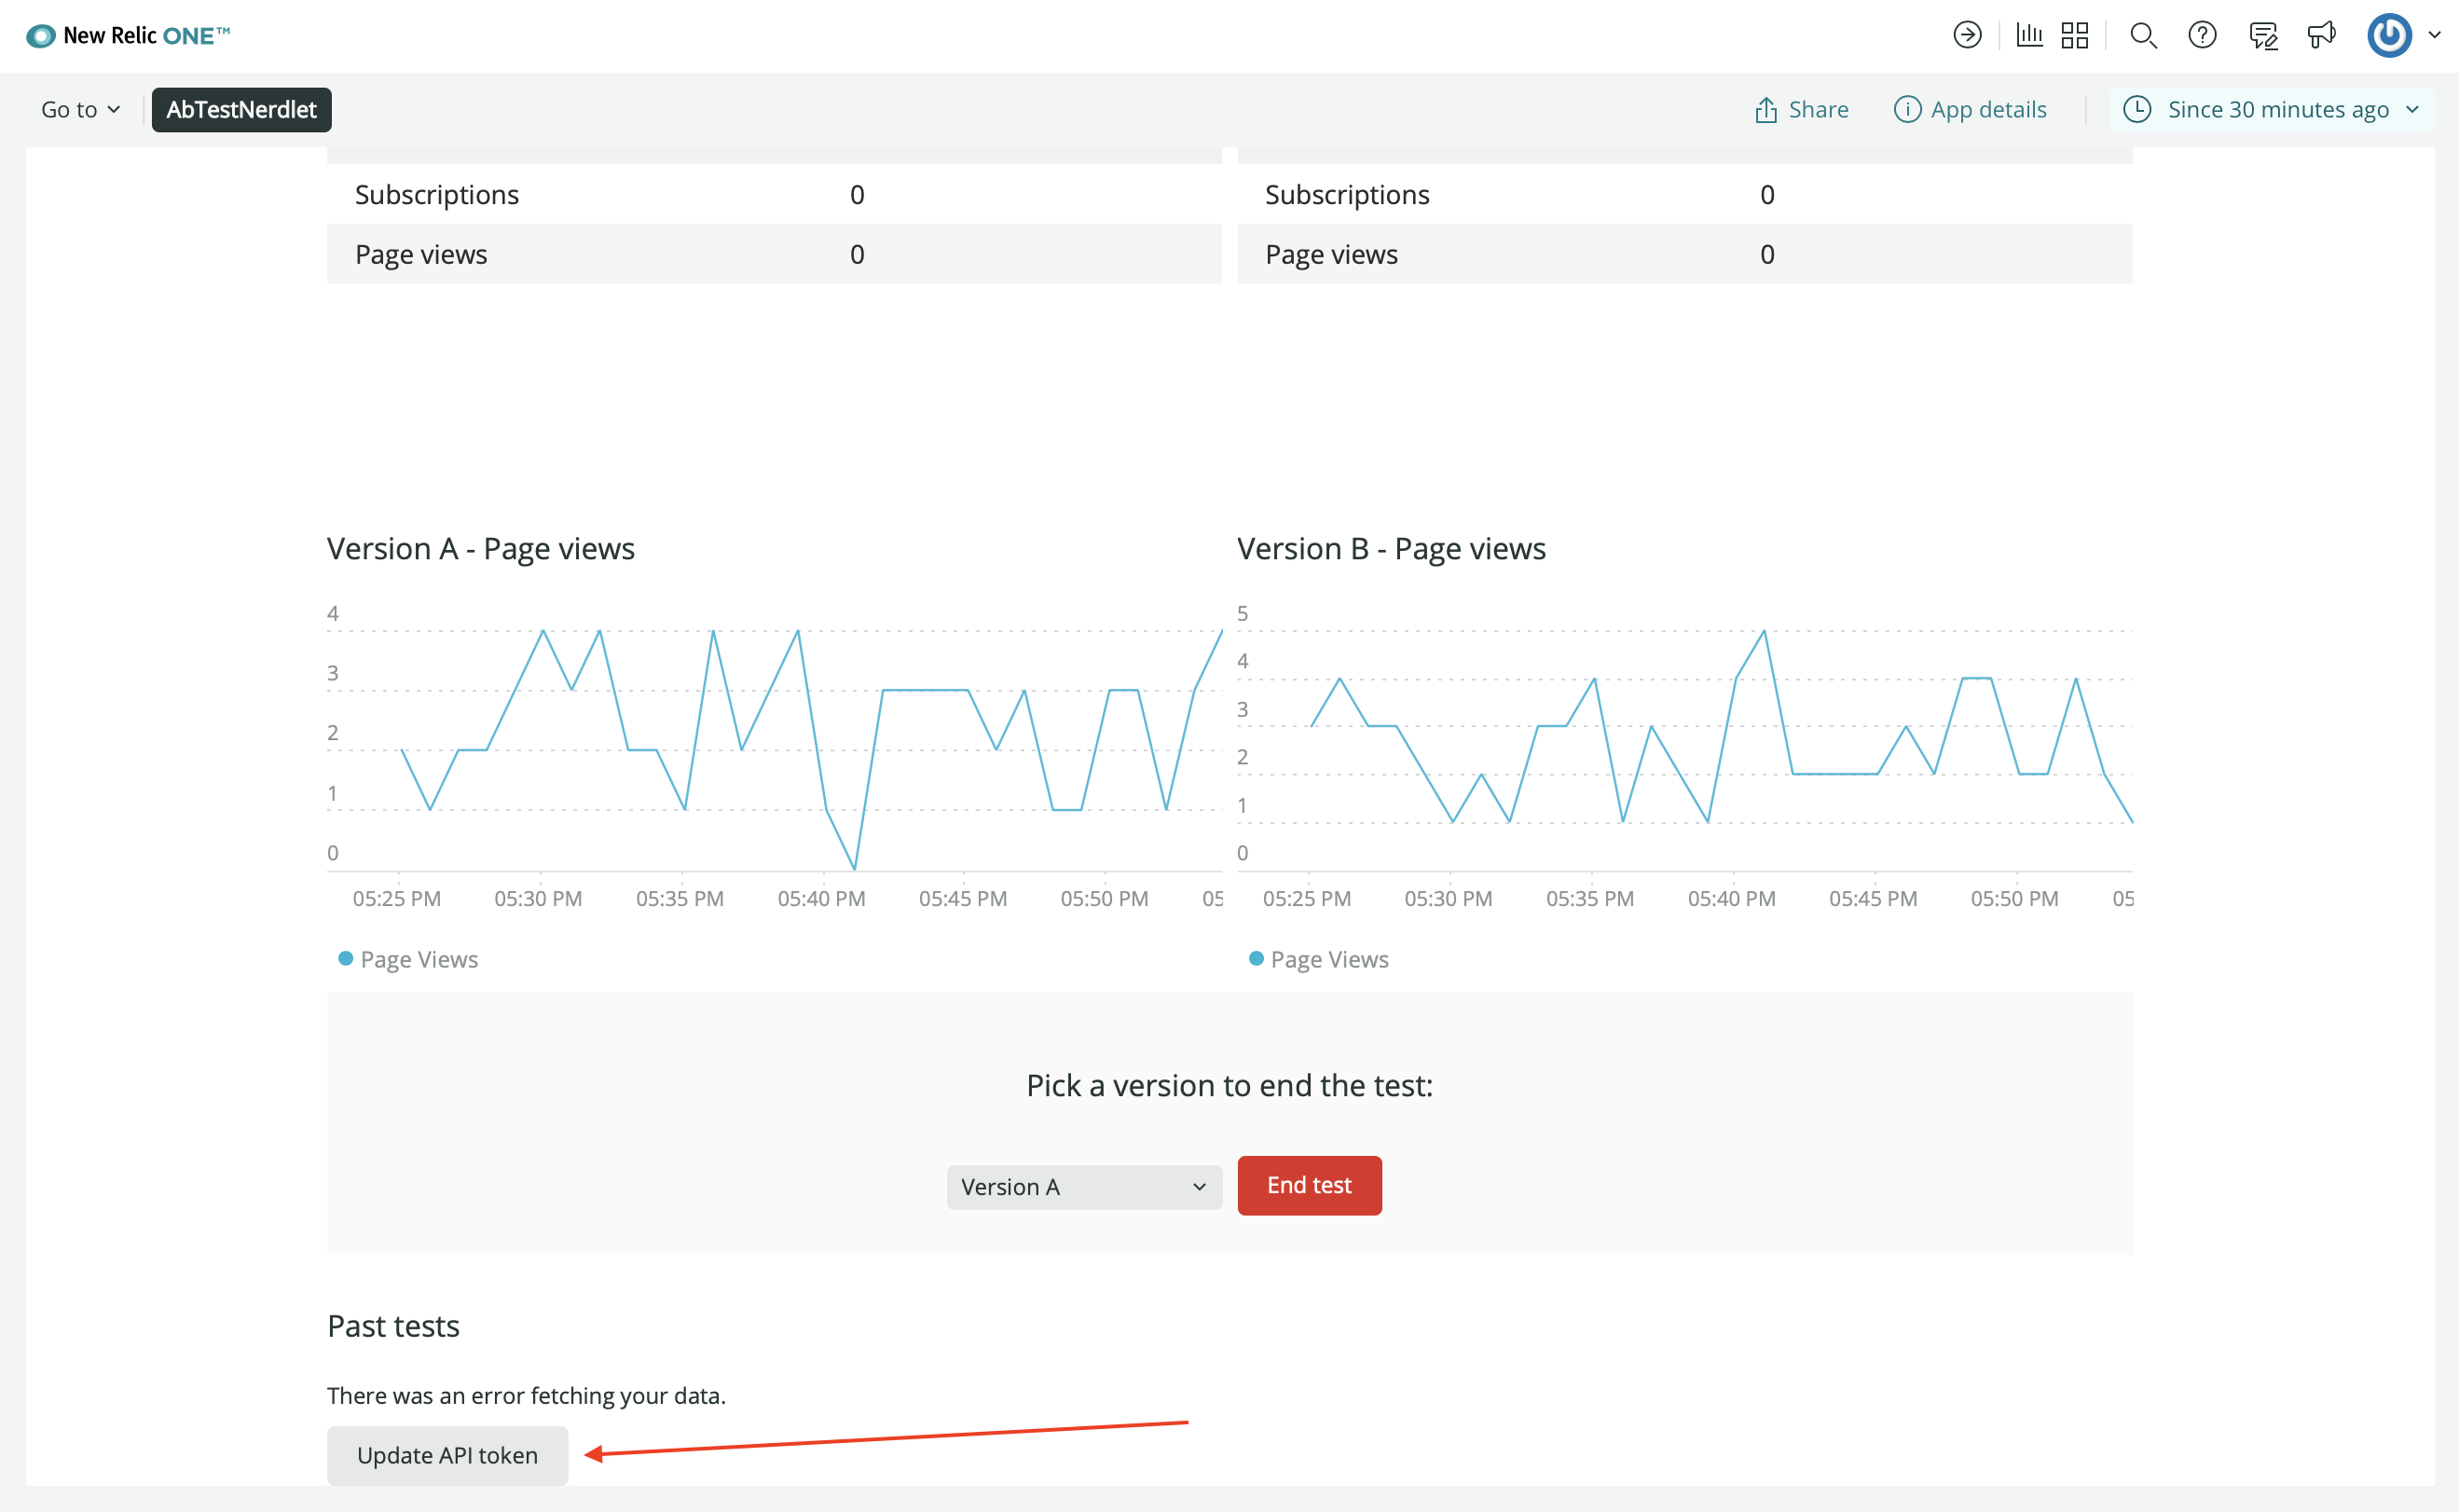 New Relic ONE™
Go to
AbTestNerdlet
Share
App details
Since 30 minutes ago
Subscriptions 0
Page views 0
Subscriptions 0
Page views 0
Version A - Page views
4
3
2
1
0
05:25 PM 05:30 PM 05:35 PM 05:40 PM 05:45 PM 05:50 PM 05
Page Views
Version B - Page views
5
4
3
2
1
0
05:25 PM 05:30 PM 05:35 PM 05:40 PM 05:45 PM 05:50 PM 05
Page Views
Pick a version to end the test:
Version A
End test
Past tests
There was an error fetching your data.
Update API token